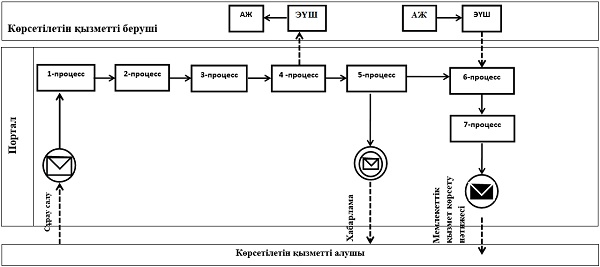 АЖ
ЭҮШ
АЖ
ЭҮШ
Көрсетілетін қызметті беруші
Портал
1-процесс
2-процесс
3-процесс
4 -процесс
5-процесс
6-процесс
7-процесс
Сұрау салу
Хабарлама
Мемлекеттік
қызмет көрсету
нәтижесі
Көрсетілетін қызметті алушы